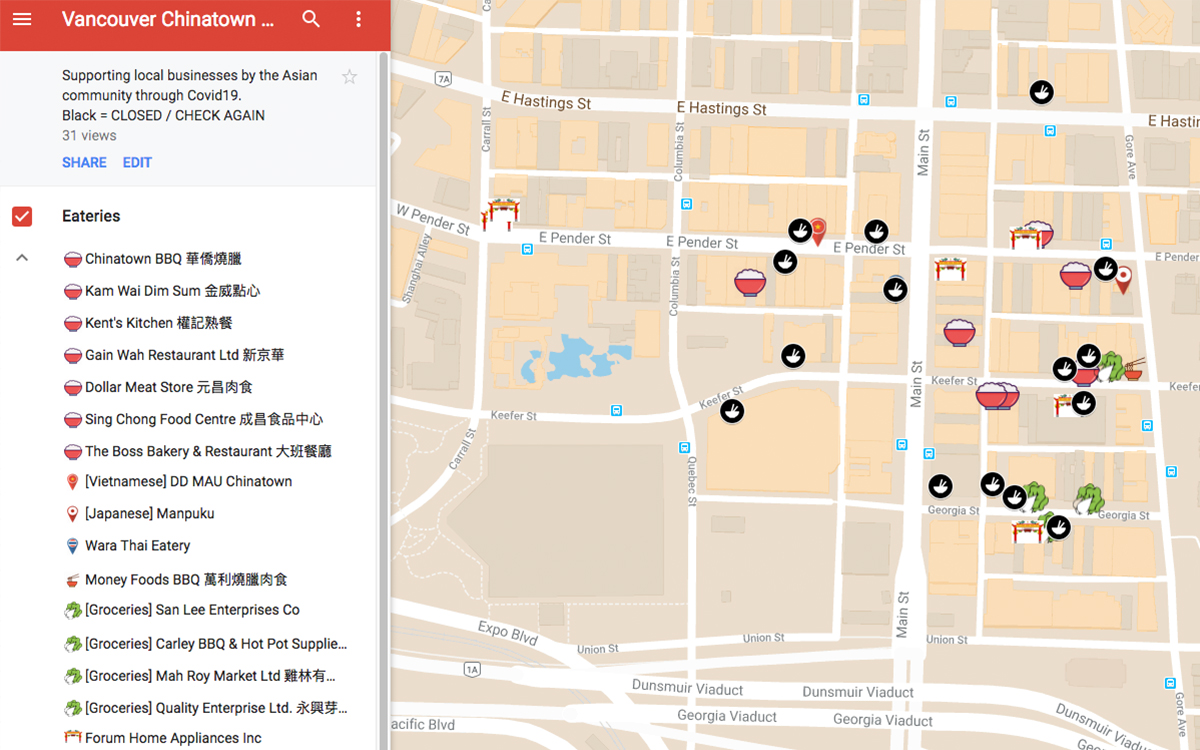 Vancouver Chinatown ...
Supporting local businesses by the Asian
community through Covid19.
Black = CLOSED / CHECK AGAIN
31 views
SHARE EDIT
Eateries
Chinatown BBQ 華僑燒臘
Kam Wai Dim Sum 金威點心
Kent's Kitchen 權記熟餐
Gain Wah Restaurant Ltd 新京華
Dollar Meat Store 元昌肉食
Sing Chong Food Centre 成昌食品中心
The Boss Bakery & Restaurant 大班餐廳
[Vietnamese] DD MAU Chinatown
[Japanese] Manpuku
Wara Thai Eatery
Money Foods BBQ 萬利燒臘肉食
[Groceries] San Lee Enterprises Co
[Groceries] Carley BBQ & Hot Pot Supplie...
[Groceries] Mah Roy Market Ltd 雞林有...
[Groceries] Quality Enterprise Ltd. 永興芽...
Forum Home Appliances Inc
7A
Ca
E Hastings St
E Hastings St
E Hastin
Carrall St
Columbia St
Main St
Gore Ave
W Pender St
E Pender St
E Pender St
E Pender St
E Pender
Shanghai Alley
Columbia St
Main St
Keefer St
Keefer St
Keefer St
Keefer
Carrall St
Quebec St
Georgia St
Georgia St
Main St
Expo Blvd
Union St
Union St
Union St
1A
Dunsmuir Viaduct
Dunsmuir Viaduct
Dunsmuir Viadu
Georgia Viaduct
Georgia Viaduct
Geo
acific Blvd
Gore Ave